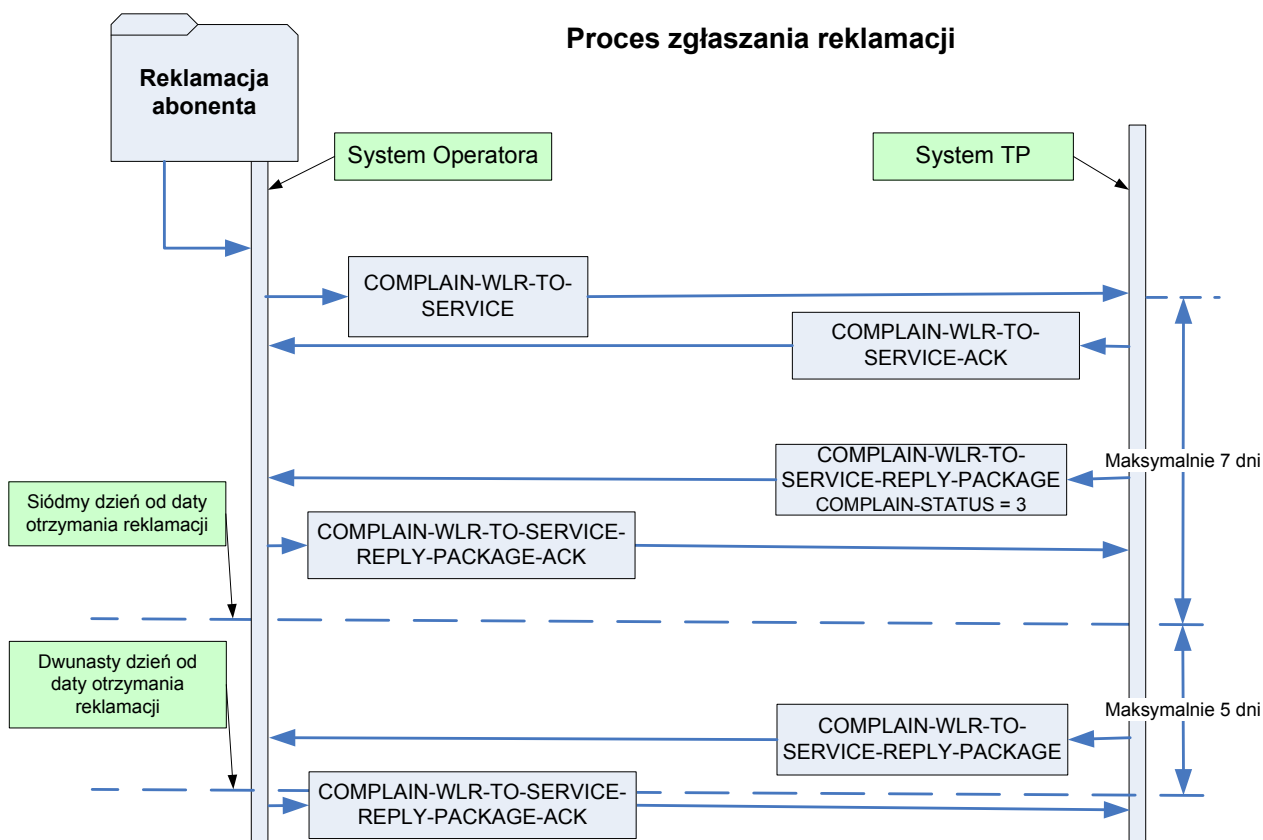 Proces zgłaszania reklamacji
Reklamacja
abonenta
System Operatora
System TP
COMPLAIN-WLR-TO-
SERVICE
COMPLAIN-WLR-TO-
SERVICE-ACK
COMPLAIN-WLR-TO-
SERVICE-REPLY-PACKAGE
COMPLAIN-STATUS = 3
Maksymalnie 7 dni
Siódmy dzień od daty
otrzymania reklamacji
COMPLAIN-WLR-TO-SERVICE-
REPLY-PACKAGE-ACK
Dwunasty dzień od
daty otrzymania
reklamacji
Maksymalnie 5 dni
COMPLAIN-WLR-TO-
SERVICE-REPLY-PACKAGE
COMPLAIN-WLR-TO-SERVICE-
REPLY-PACKAGE-ACK